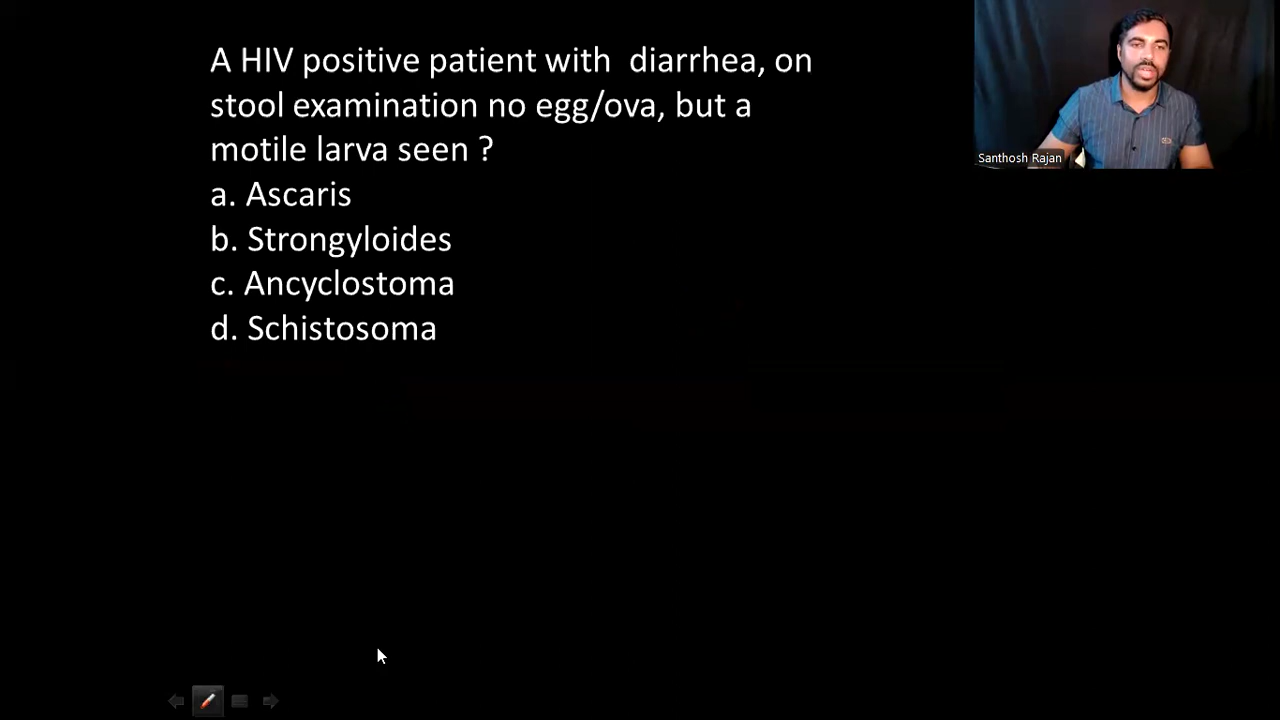 A HIV positive patient with  diarrhea, on
stool examination no egg/ova, but a
motile larva seen ?
a. Ascaris
b. Strongyloides
c. Ancyclostoma
d. Schistosoma
Santhosh Rajan